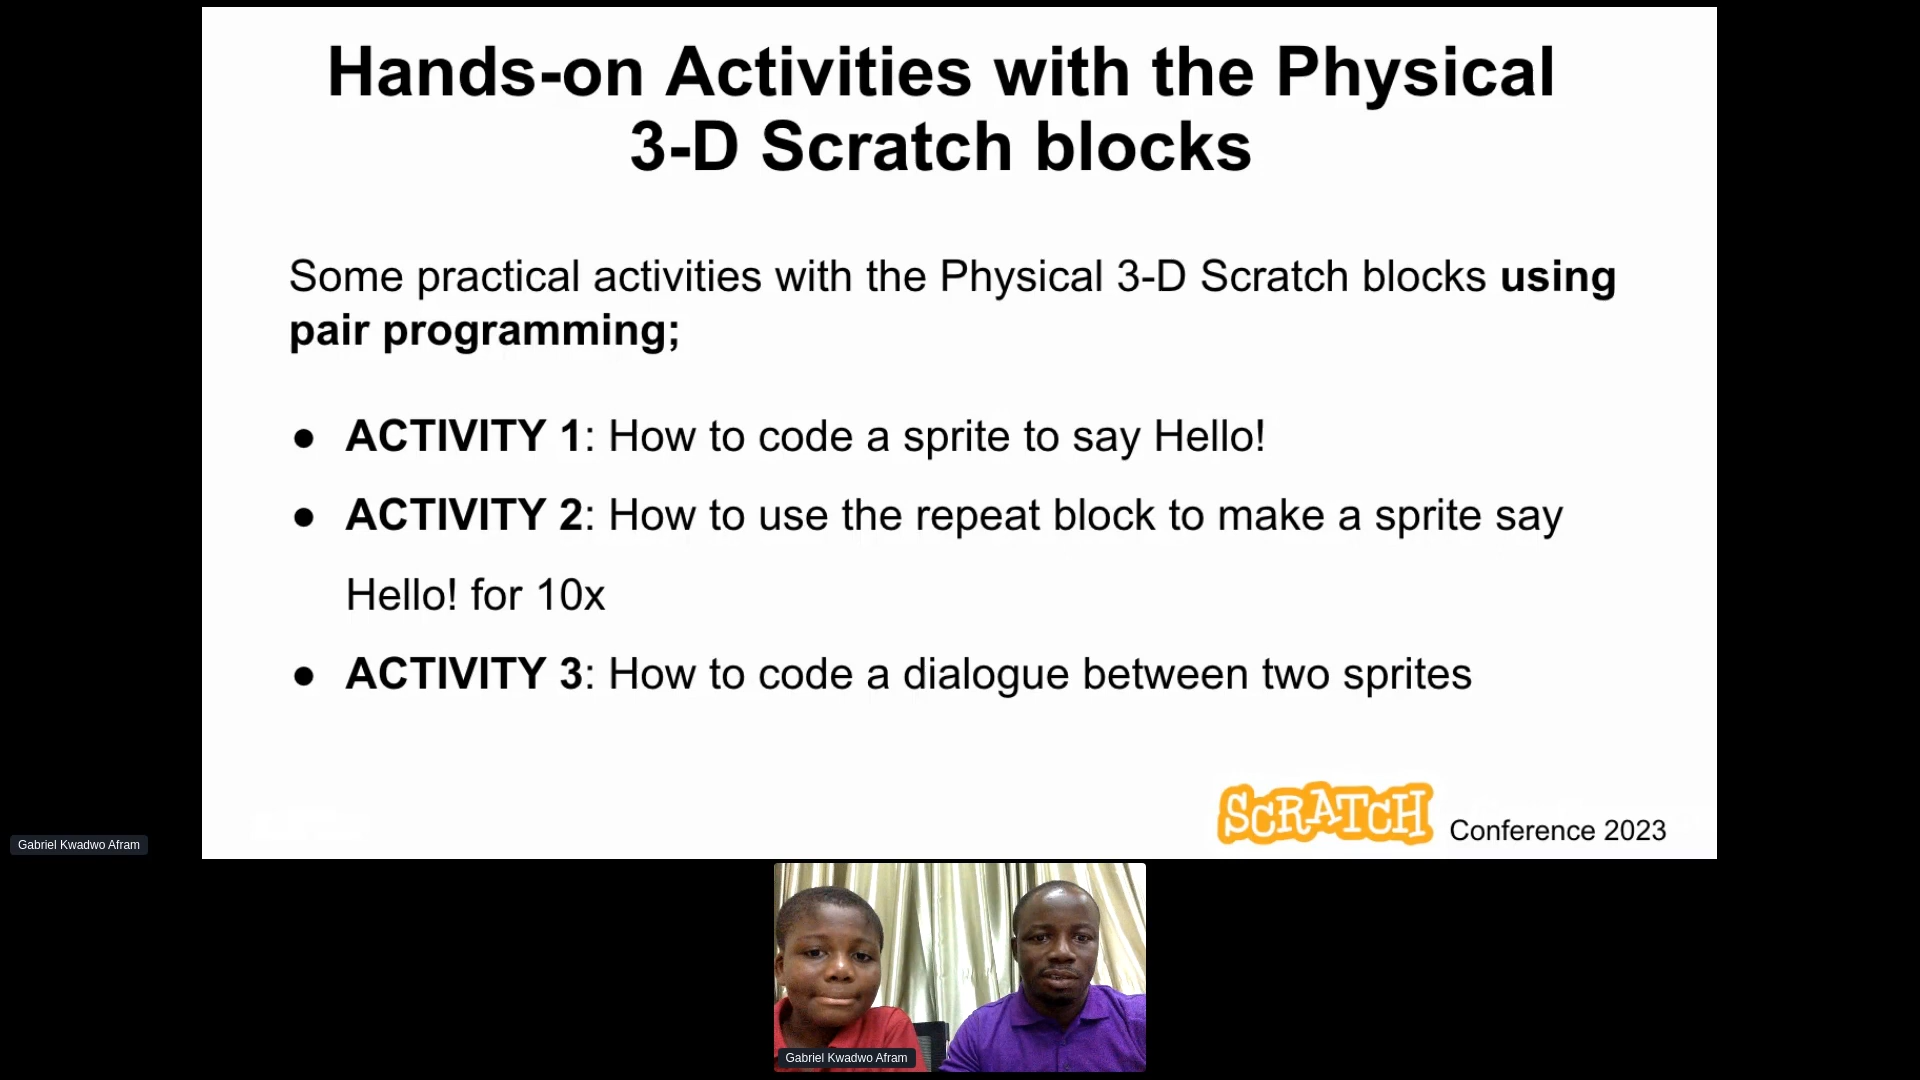 Hands-on Activities with the Physical
3-D Scratch blocks
Some practical activities with the Physical 3-D Scratch blocks using
pair programming;
● ACTIVITY 1: How to code a sprite to say Hello!
● ACTIVITY 2: How to use the repeat block to make a sprite say
Hello! for 10x
● ACTIVITY 3: How to code a dialogue between two sprites
SCRATCH Conference 2023
Gabriel Kwadwo Afram
Gabriel Kwadwo Afram